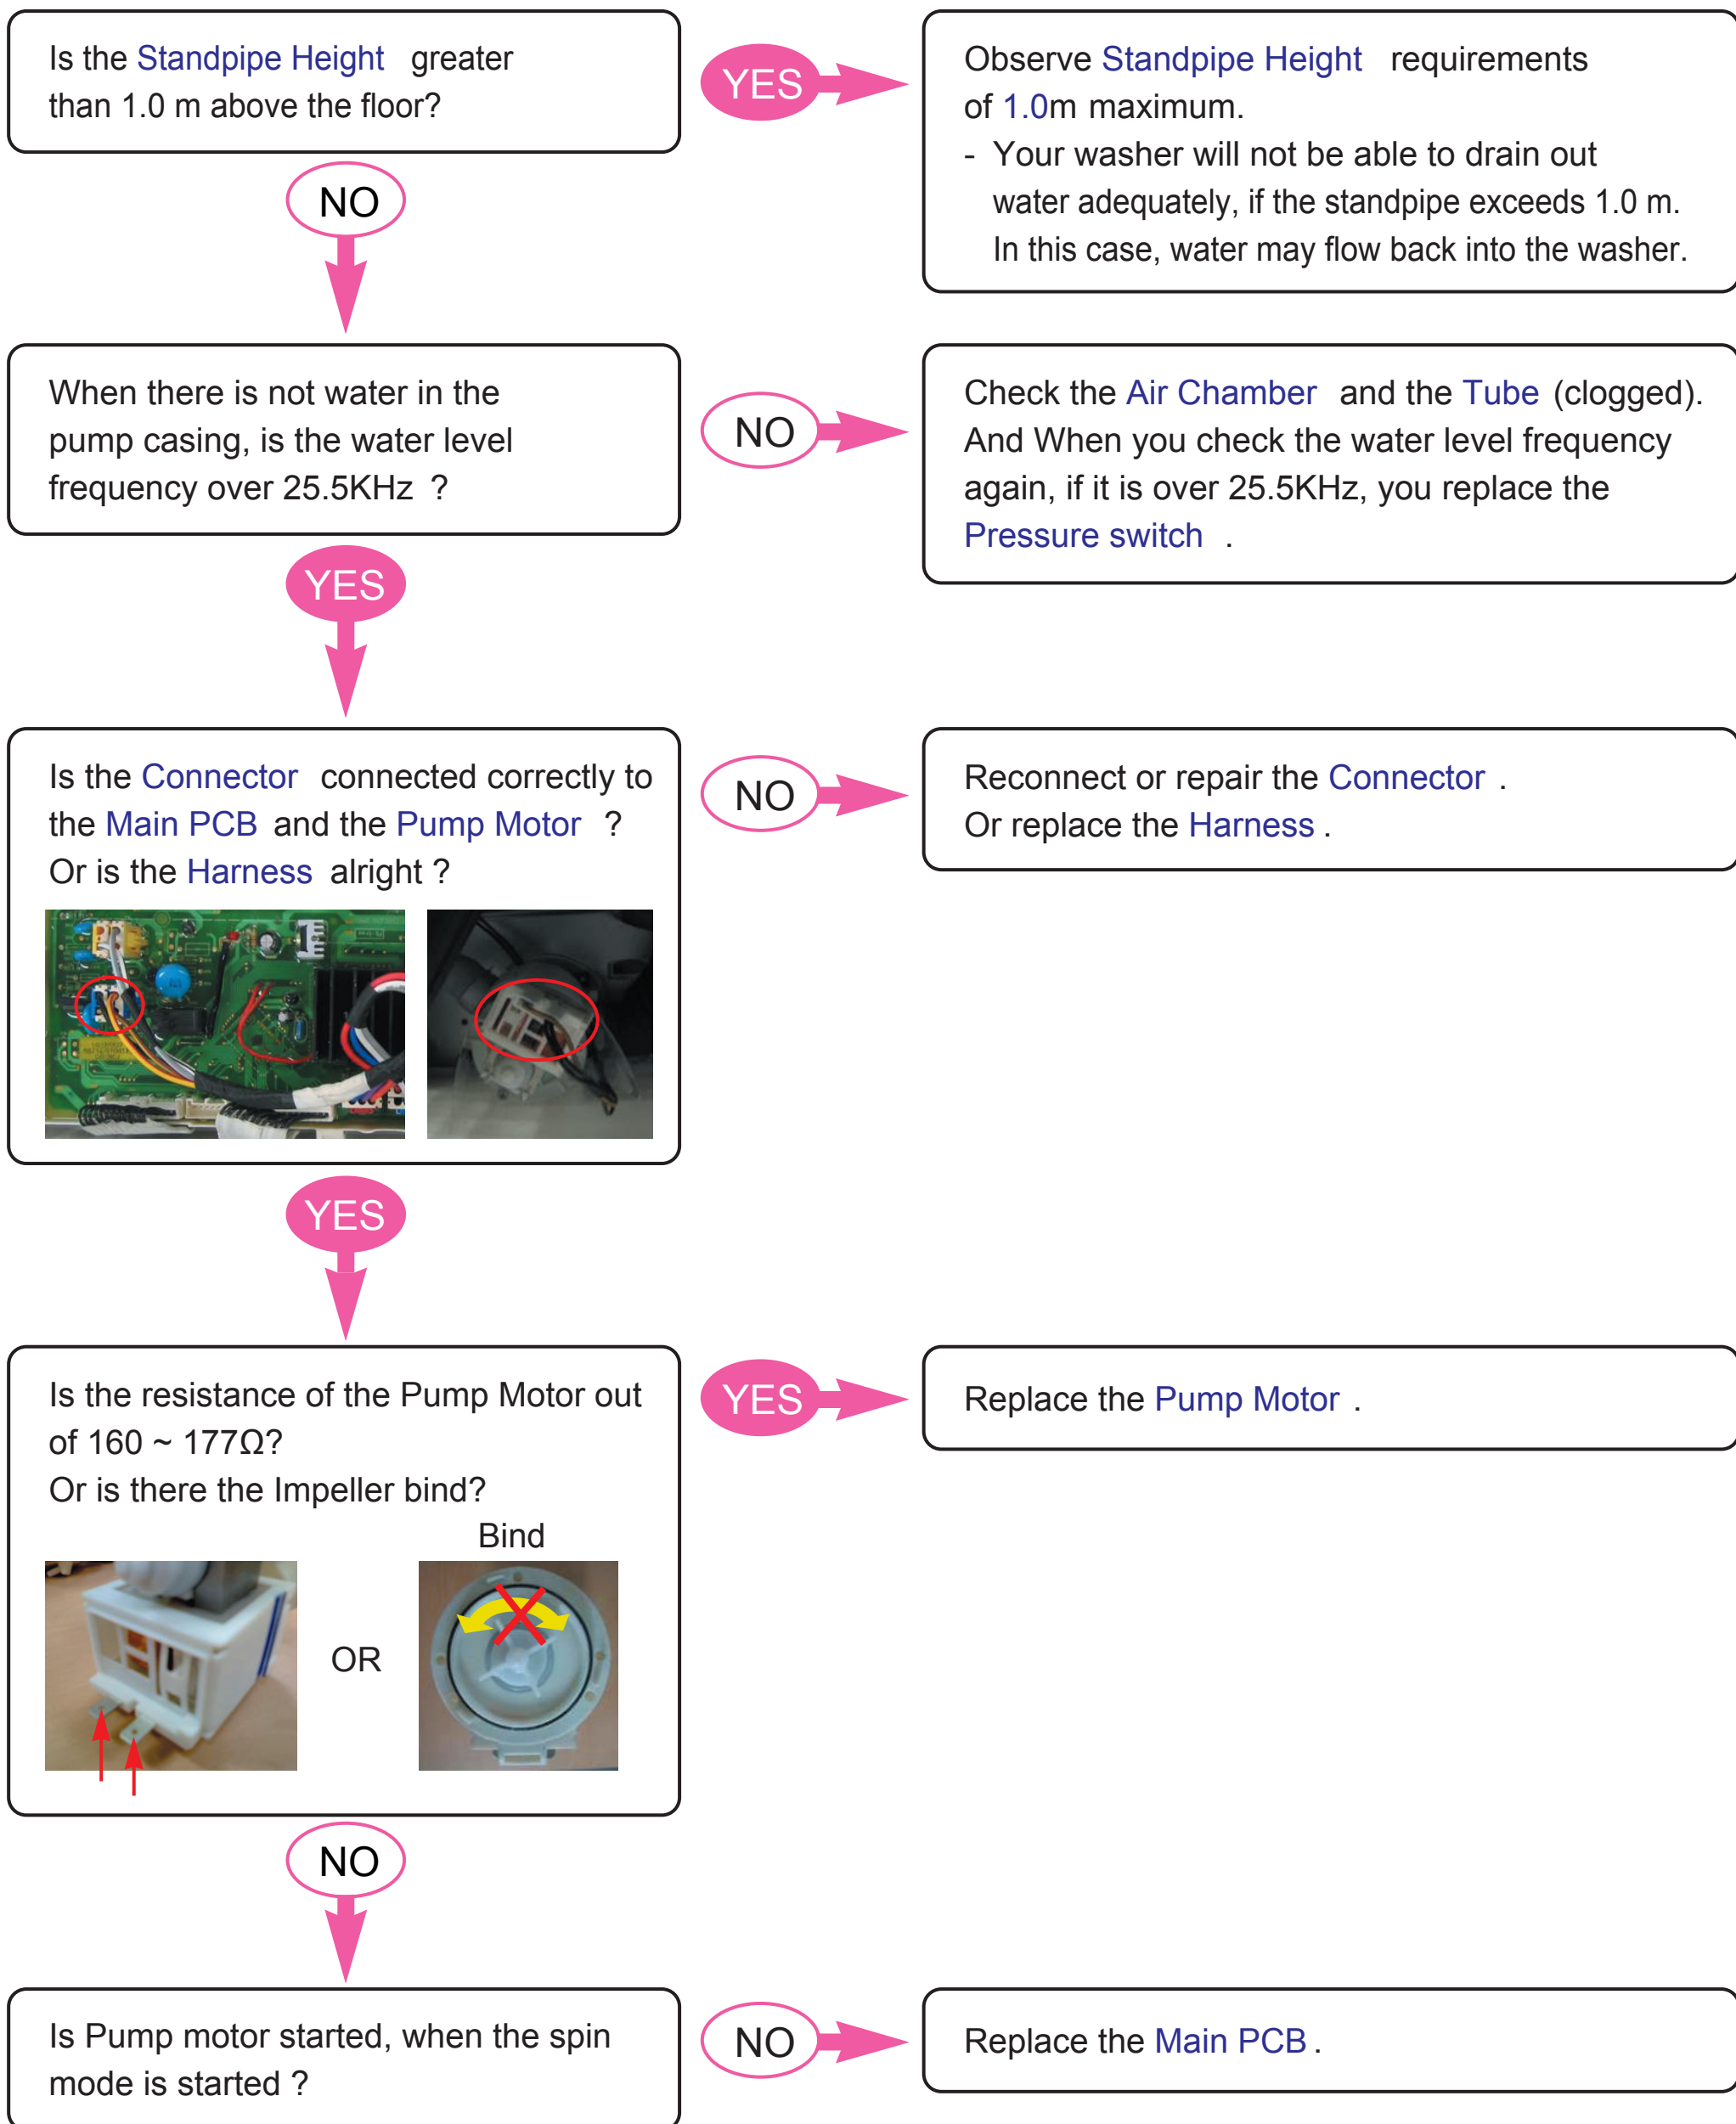 Is the Standpipe Height greater
than 1.0 m above the floor?
YES
Observe Standpipe Height requirements
of 1.0m maximum.
- Your washer will not be able to drain out
water adequately, if the standpipe exceeds 1.0 m.
In this case, water may flow back into the washer.
NO
When there is not water in the
pump casing, is the water level
frequency over 25.5KHz ?
NO
Check the Air Chamber and the Tube (clogged).
And When you check the water level frequency
again, if it is over 25.5KHz, you replace the
Pressure switch .
YES
Is the Connector connected correctly to
the Main PCB and the Pump Motor ?
Or is the Harness alright ?
NO
Reconnect or repair the Connector .
Or replace the Harness .
YES
Is the resistance of the Pump Motor out
of 160 ~ 177Ω?
Or is there the Impeller bind?
Bind
OR
YES
Replace the Pump Motor .
NO
Is Pump motor started, when the spin
mode is started ?
NO
Replace the Main PCB .